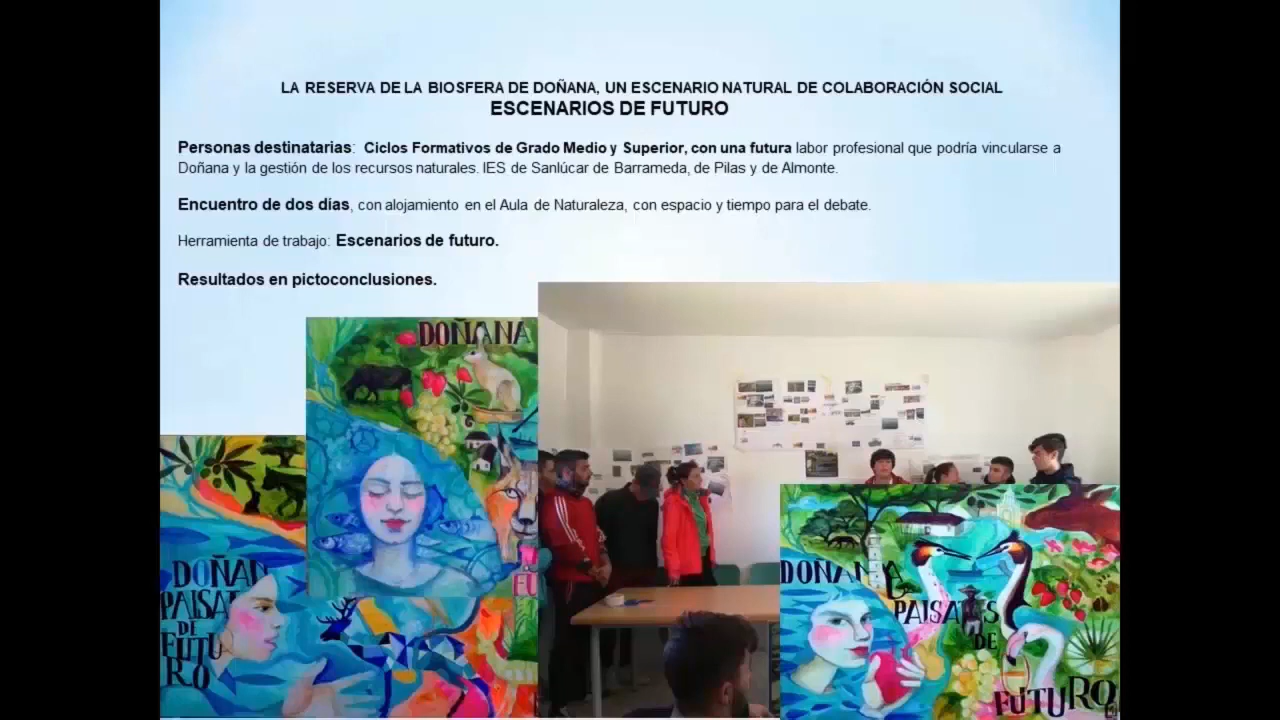 LA RESERVA DE LA BIOSFERA DE DOÑANA, UN ESCENARIO NATURAL DE COLABORACIÓN SOCIAL
ESCENARIOS DE FUTURO
Personas destinatarias: Ciclos Formativos de Grado Medio y Superior, con una futura labor profesional que podría vincularse a
Doñana y la gestión de los recursos naturales. IES de Sanlúcar de Barrameda, de Pilas y de Almonte.
Encuentro de dos días, con alojamiento en el Aula de Naturaleza, con espacio y tiempo para el debate.
Herramienta de trabajo: Escenarios de futuro.
Resultados en pictoconclusiones.
DOÑANA
FU
DOÑAN
PAISA
DE
FUTU
RO
DOÑANA
PAISAJES
DE
FUTURO